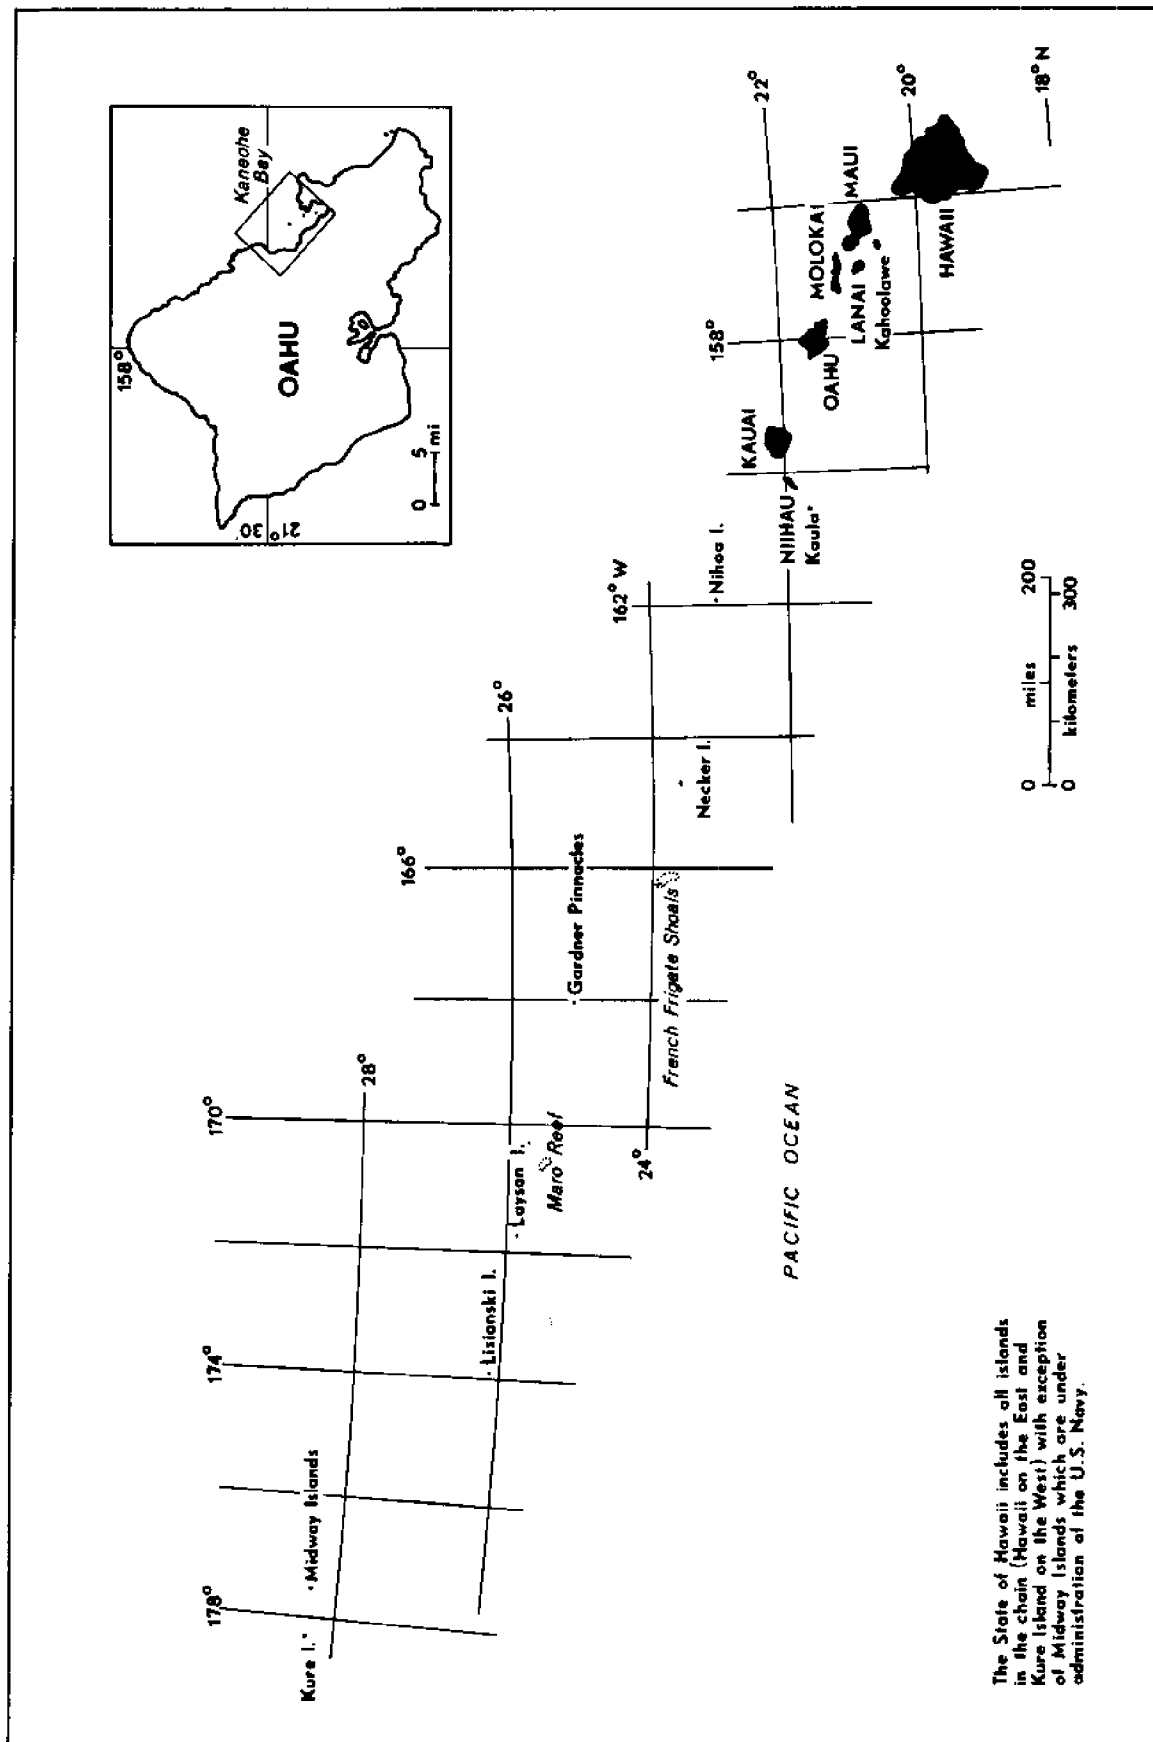 Kaneohe
Bay
158°
OAHU
21° 30
0 5
mi
178°
174°
170°
166°
162° W
158°
28°
26°
24°
22°
20°
18° N
Kure I.
Midway Islands
Lisianski I.
Laysan I.
Maro Reef
Gardner Pinnacles
French Frigate Shoals
Necker I.
Nihoa I.
KAUAI
NIIHAU
Kaula
OAHU
MOLOKAI
LANAI
Kahoolawe
MAUI
HAWAII
PACIFIC OCEAN
0 miles 200
0 kilometers 300
The State of Hawaii includes all islands
in the chain (Hawaii on the East and
Kure Island on the West) with exception
of Midway Islands which are under
administration of the U.S. Navy.